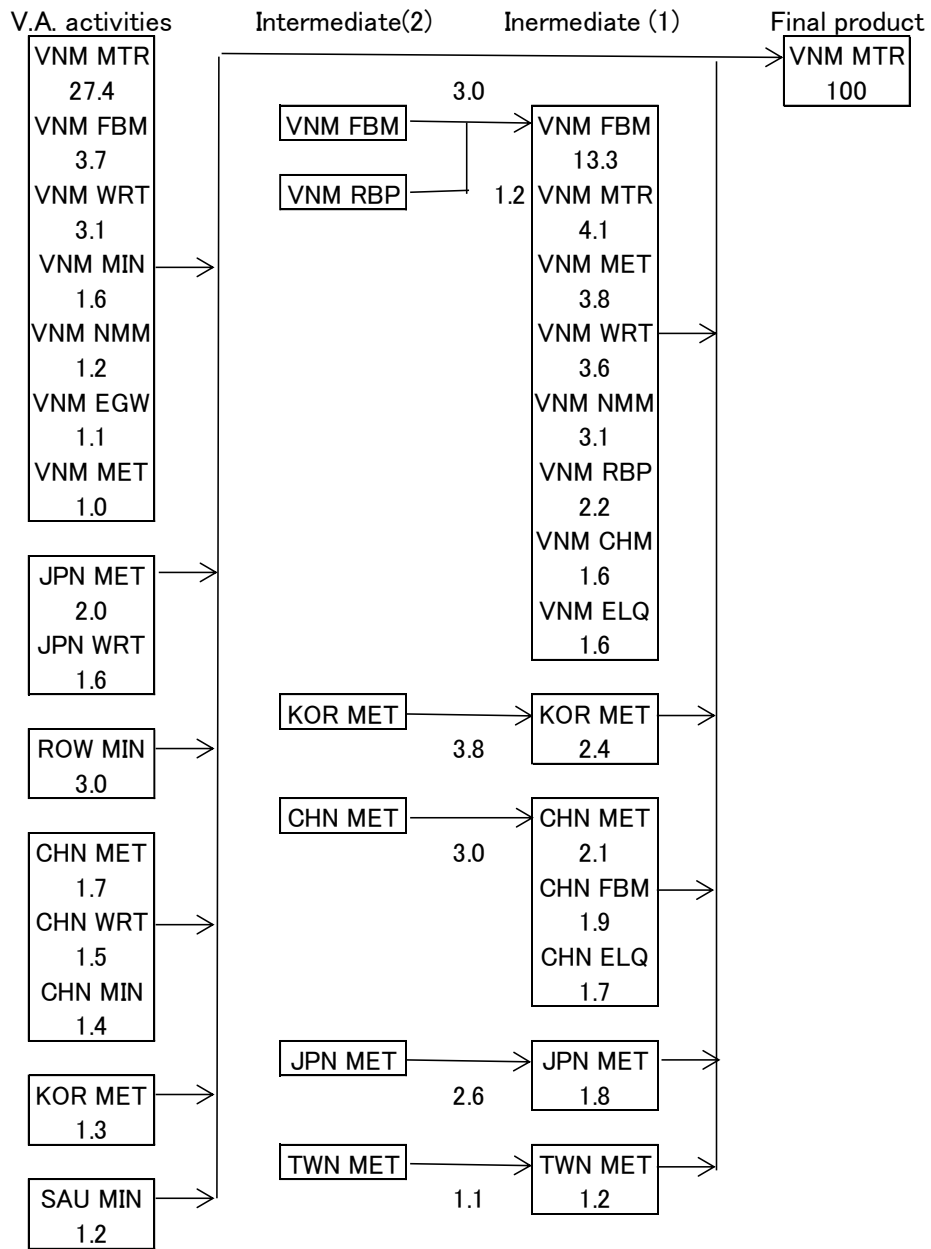 V.A. activities
Intermediate(2)
Inermediate (1)
Final product
VNM MTR
27.4
VNM FBM
3.7
VNM WRT
3.1
VNM MIN
1.6
VNM NMM
1.2
VNM EGW
1.1
VNM MET
1.0
JPN MET
2.0
JPN WRT
1.6
ROW MIN
3.0
CHN MET
1.7
CHN WRT
1.5
CHN MIN
1.4
KOR MET
1.3
SAU MIN
1.2
VNM FBM
3.0
VNM RBP
1.2
KOR MET
3.8
CHN MET
3.0
JPN MET
2.6
TWN MET
1.1
VNM FBM
13.3
VNM MTR
4.1
VNM MET
3.8
VNM WRT
3.6
VNM NMM
3.1
VNM RBP
2.2
VNM CHM
1.6
VNM ELQ
1.6
KOR MET
2.4
CHN MET
2.1
CHN FBM
1.9
CHN ELQ
1.7
JPN MET
1.8
TWN MET
1.2
VNM MTR
100